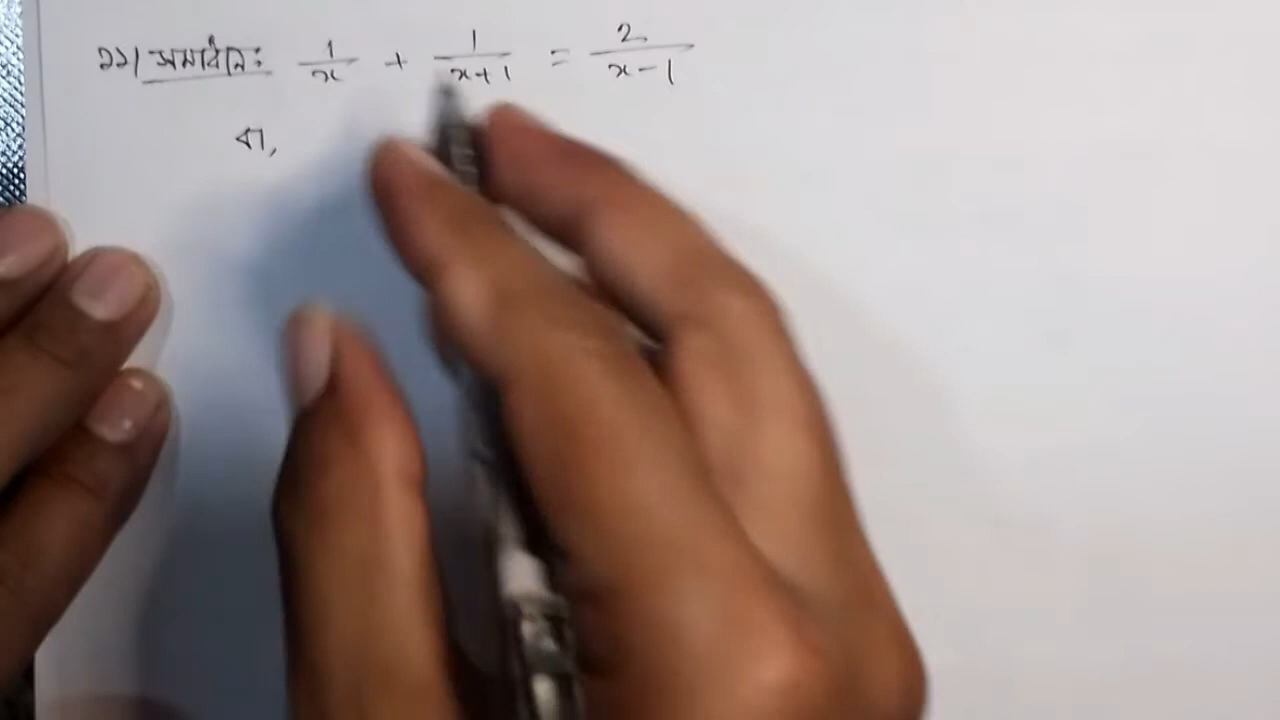 ১১। সমাধান: 1/x + 1/(x+1) = 2/(x-1)
বা,